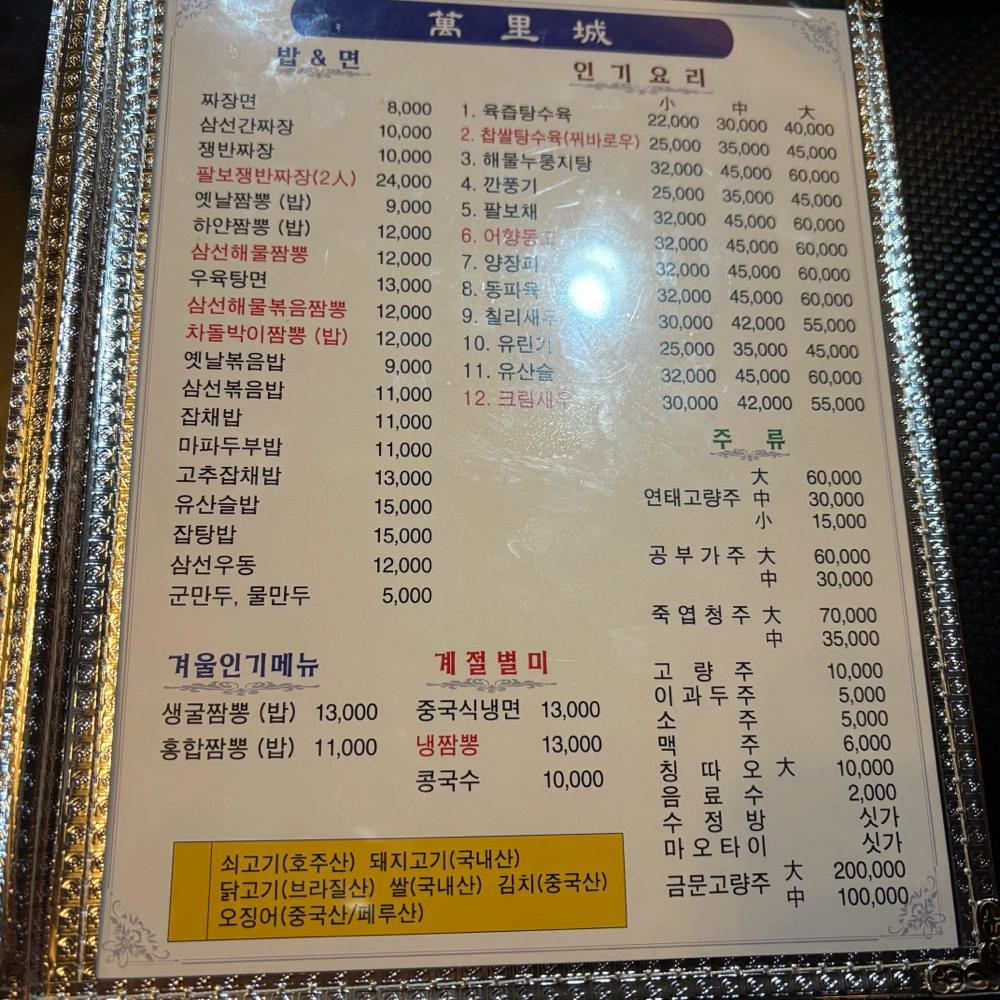 萬里城
밥&면
짜장면 8,000
삼선간짜장 10,000
쟁반짜장 10,000
팔보쟁반짜장(2人) 24,000
옛날짬뽕 (밥) 9,000
하얀짬뽕 (밥) 12,000
삼선해물짬뽕 12,000
우육탕면 13,000
삼선해물볶음짬뽕 12,000
차돌박이짬뽕 (밥) 12,000
옛날볶음밥 9,000
삼선볶음밥 11,000
잡채밥 11,000
마파두부밥 11,000
고추잡채밥 13,000
유산슬밥 15,000
잡탕밥 15,000
삼선우동 12,000
군만두, 물만두 5,000
겨울인기메뉴
생굴짬뽕 (밥) 13,000
홍합짬뽕 (밥) 11,000
계절별미
중국식냉면 13,000
냉짬뽕 13,000
콩국수 10,000
인기요리
小 中 大
1. 육즙탕수육 22,000 30,000 40,000
2. 찹쌀탕수육(꿔바로우) 25,000 35,000 45,000
3. 해물누룽지탕 32,000 45,000 60,000
4. 깐풍기 25,000 35,000 45,000
5. 팔보채 32,000 45,000 60,000
6. 어향동고 32,000 45,000 60,000
7. 양장피 32,000 45,000 60,000
8. 동파육 32,000 45,000 60,000
9. 칠리새우 30,000 42,000 55,000
10. 유린기 25,000 35,000 45,000
11. 유산슬 32,000 45,000 60,000
12. 크림새우 30,000 42,000 55,000
주류
大 60,000
연태고량주 中 30,000
小 15,000
공부가주 大 60,000
中 30,000
죽엽청주 大 70,000
中 35,000
고량주 10,000
이과두주 5,000
소주 5,000
맥주 6,000
칭따오 大 10,000
음료수 2,000
수정방 싯가
마오타이 싯가
금문고량주 大 200,000
中 100,000
쇠고기(호주산) 돼지고기(국내산)
닭고기(브라질산) 쌀(국내산) 김치(중국산)
오징어(중국산/페루산)